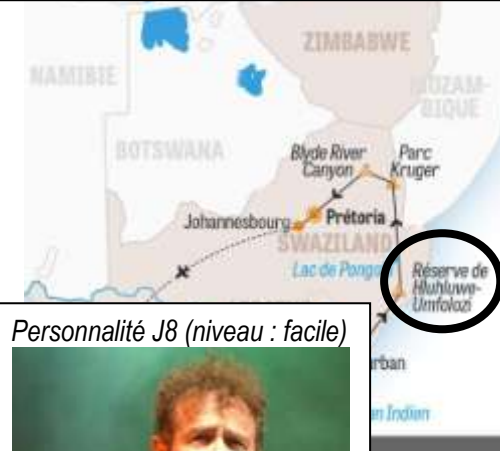 ZIMBABWE
NAMIBIE
MOZAM-
BIQUE
BOTSWANA
Blyde River
Canyon
Parc
Kruger
Johannesbourg
Prétoria
SWAZILAND
Lac de Pongo
Réserve de
Hluhluwe-
Umfolozi
Personnalité J8 (niveau : facile)
rban
n Indien